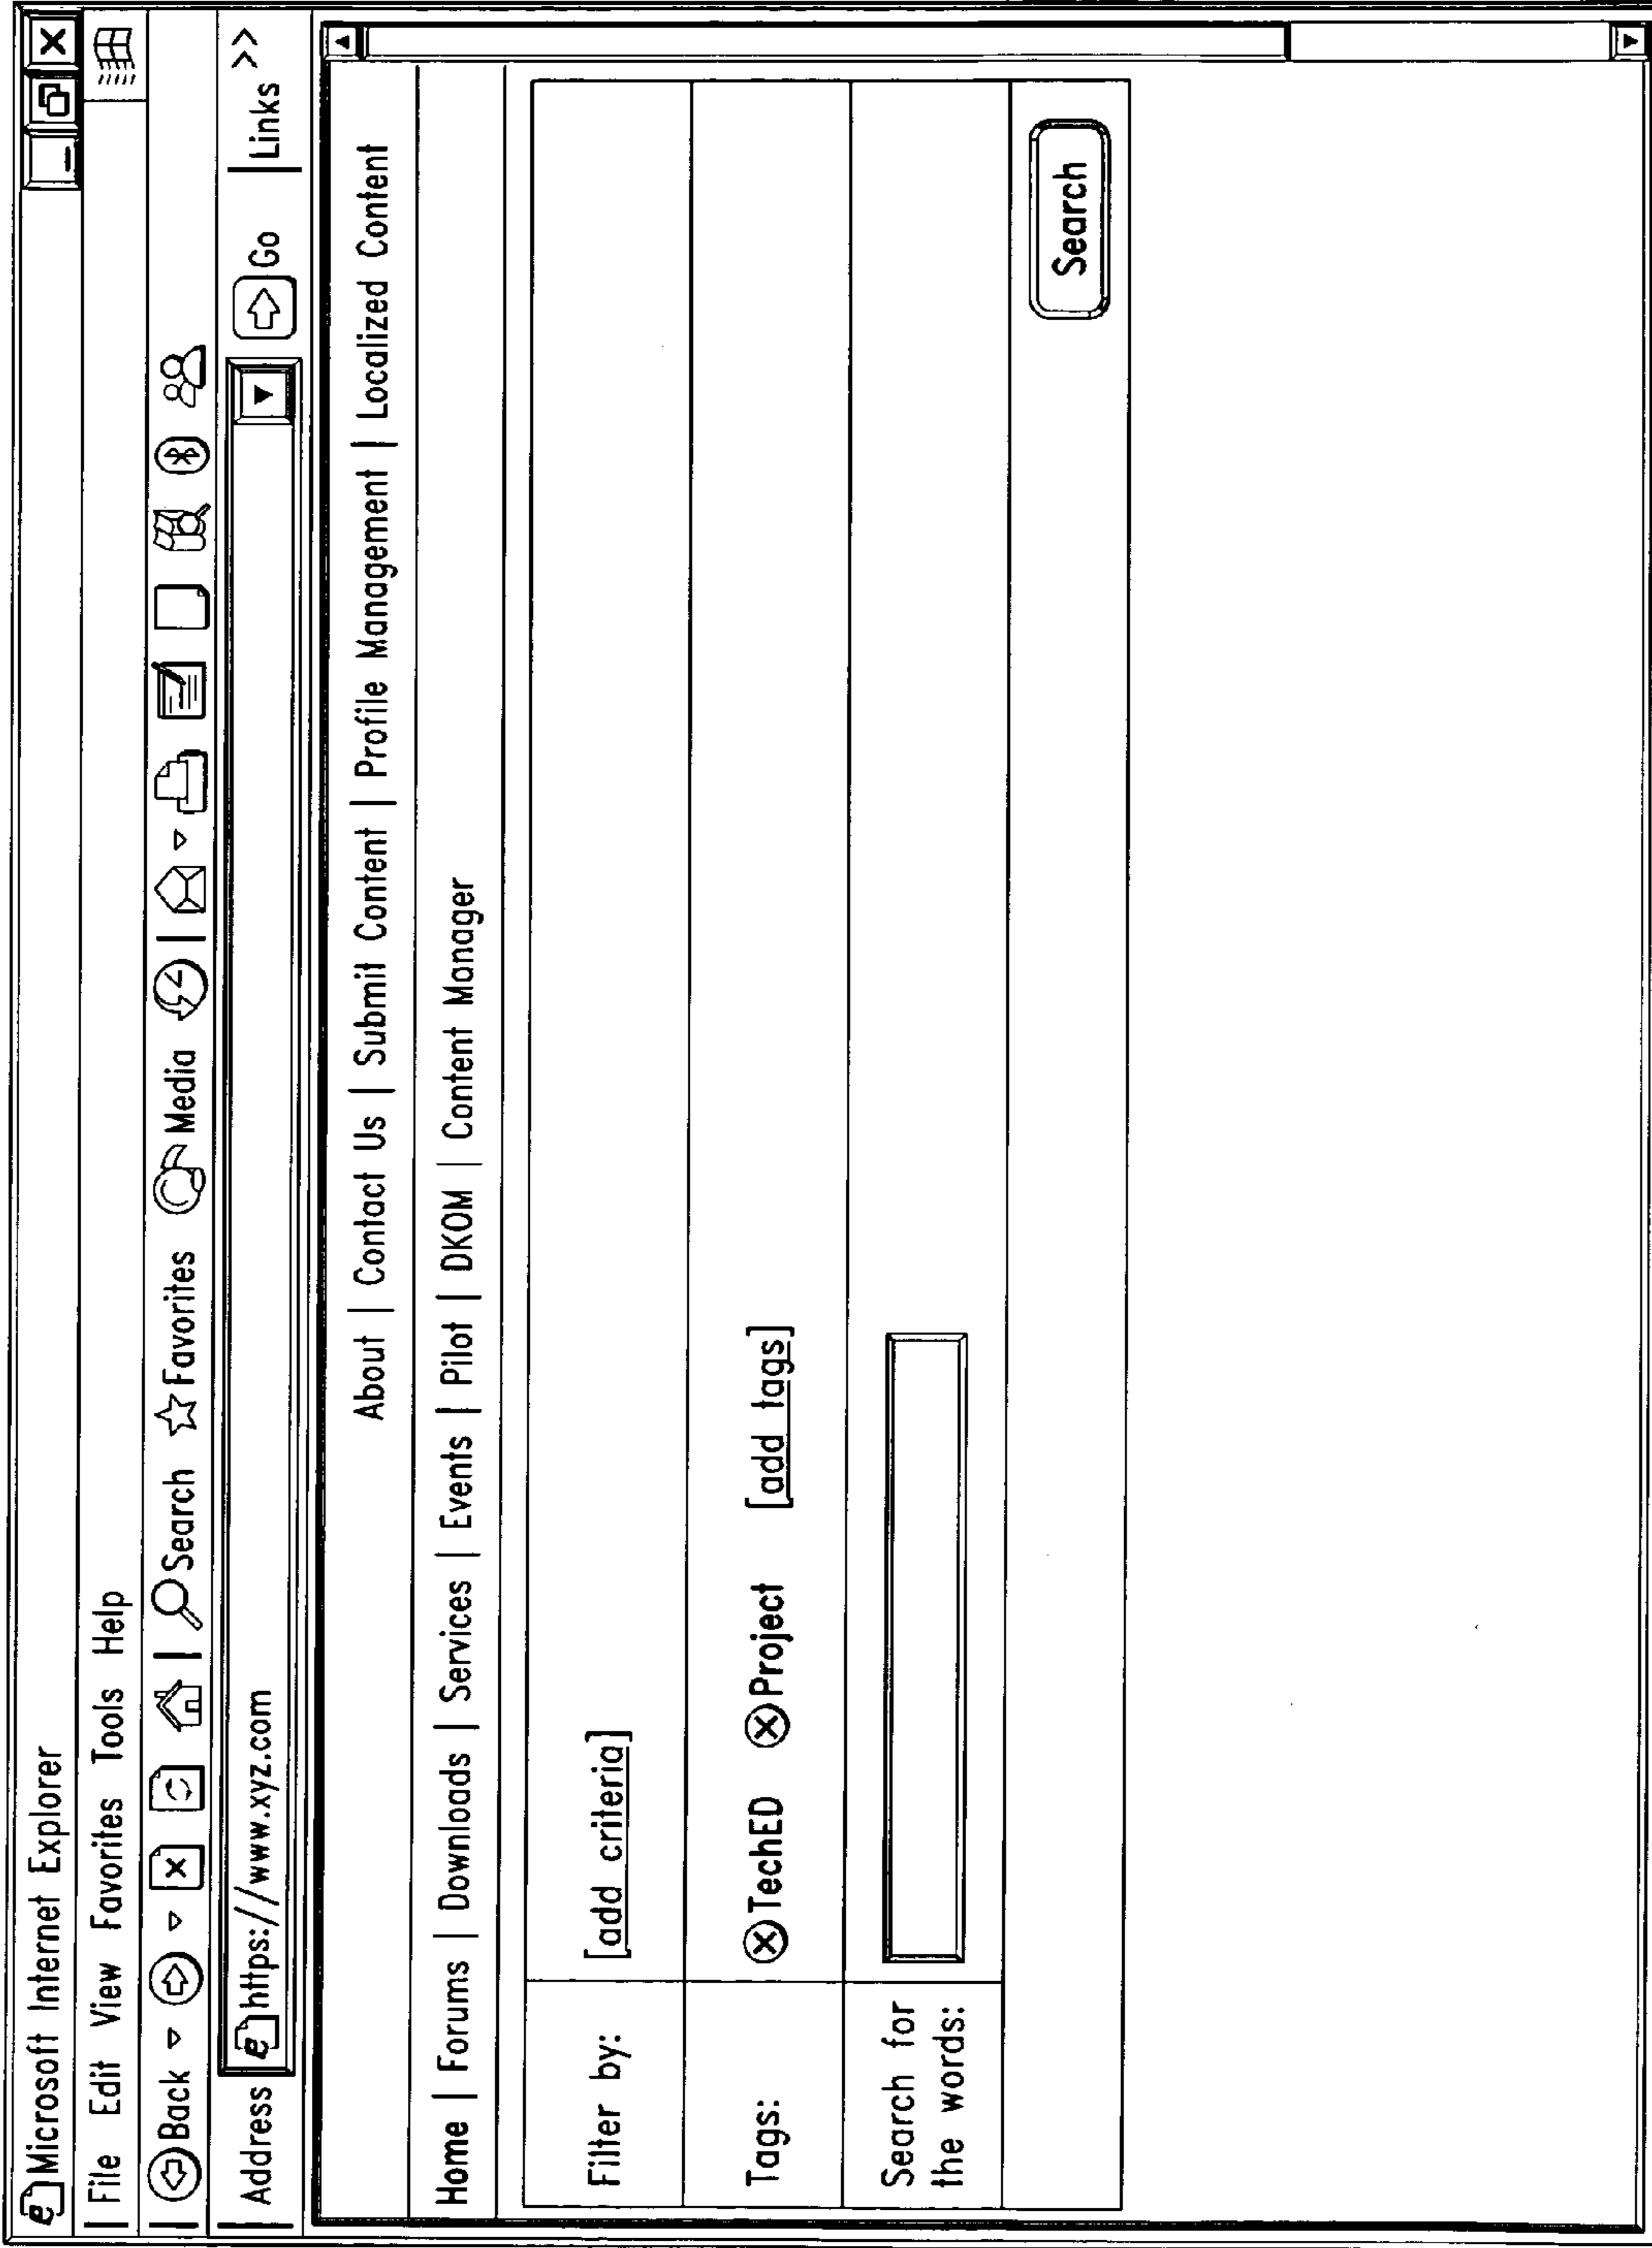 Microsoft Internet Explorer
File Edit View Favorites Tools Help
Back Search Favorites Media
Address https://www.xyz.com Go Links >>
About | Contact Us | Submit Content | Profile Management | Localized Content
Home | Forums | Downloads | Services | Events | Pilot | DKOM | Content Manager
Filter by: [add criteria]
Tags: ⓧTechED ⓧProject [add tags]
Search for
the words:
Search